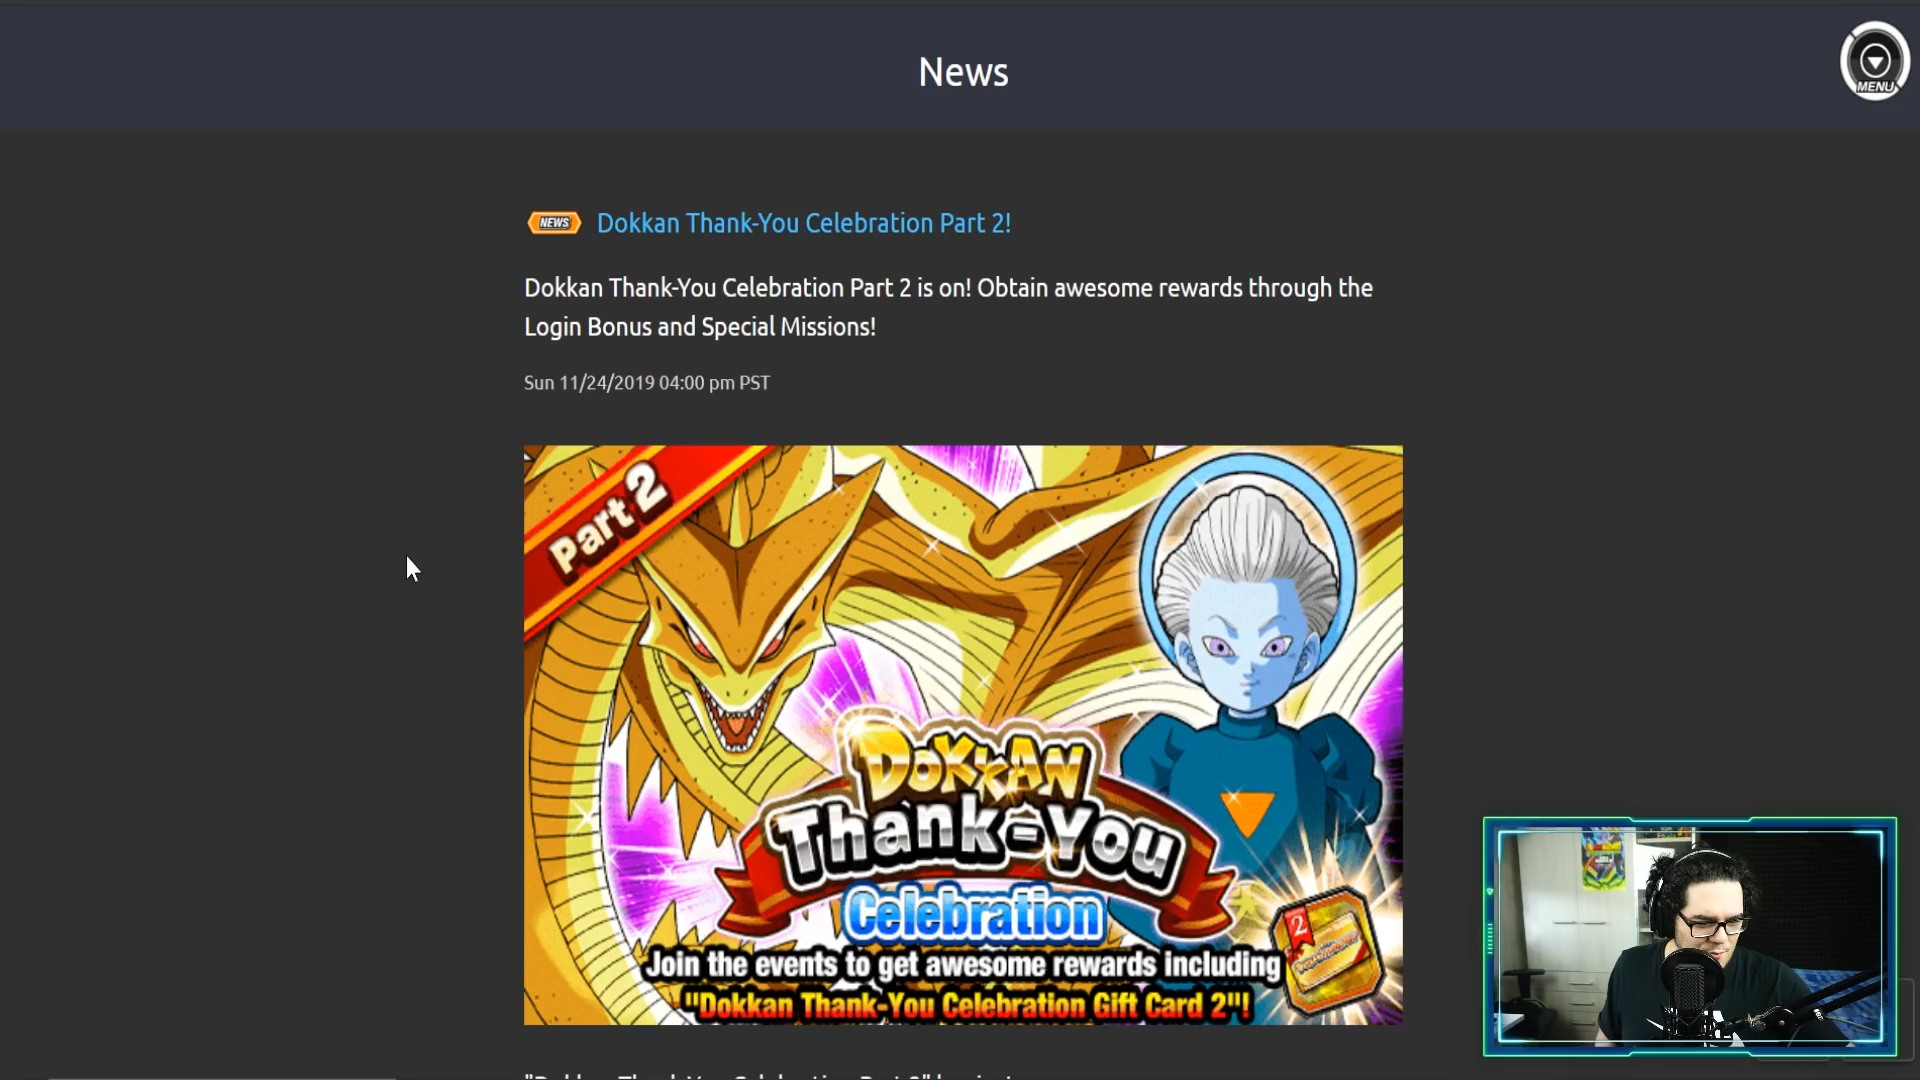 News
MENU
NEWS Dokkan Thank-You Celebration Part 2!
Dokkan Thank-You Celebration Part 2 is on! Obtain awesome rewards through the
Login Bonus and Special Missions!
Sun 11/24/2019 04:00 pm PST
Part 2
DOKKAN
Thank-You
Celebration
2
Join the events to get awesome rewards including
"Dokkan Thank-You Celebration Gift Card 2"!